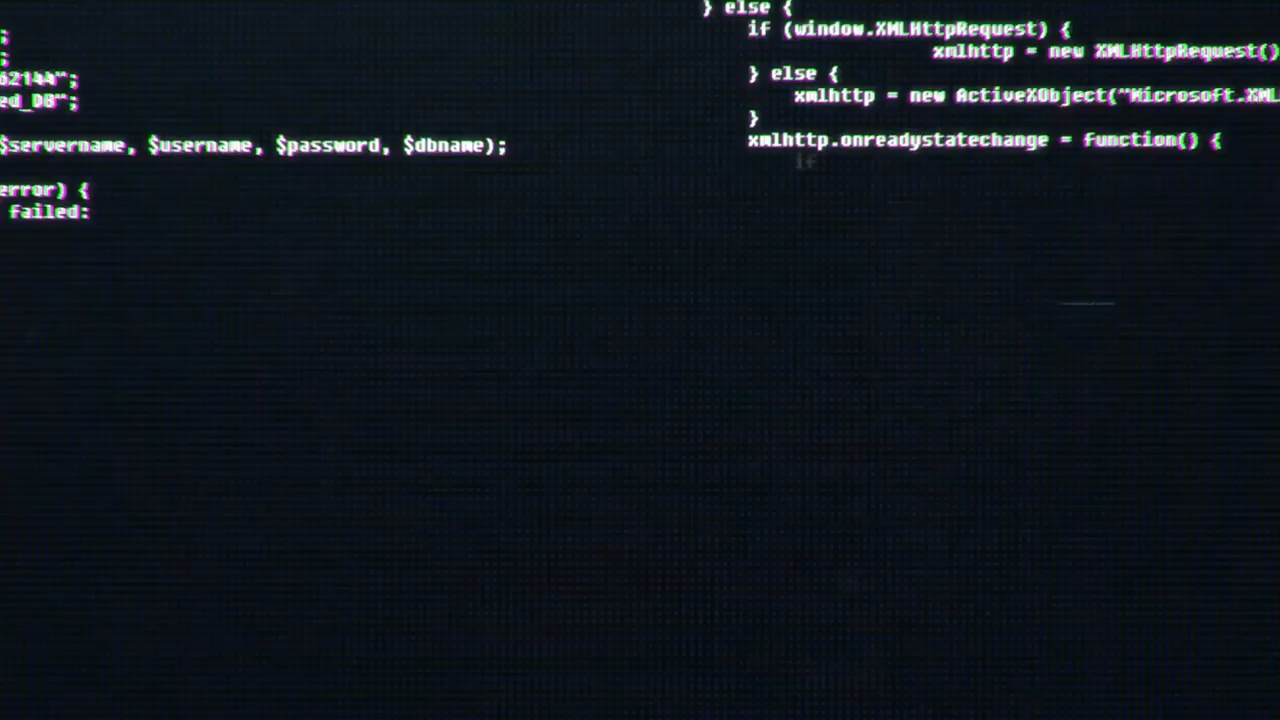 ;
;
62144";
ed_DB";
$servername, $username, $password, $dbname);
error) {
failed:
} else {
if (window.XMLHttpRequest) {
xmlhttp = new XMLHttpRequest()
} else {
xmlhttp = new ActiveXObject("Microsoft.XML
}
xmlhttp.onreadystatechange = function() {
if